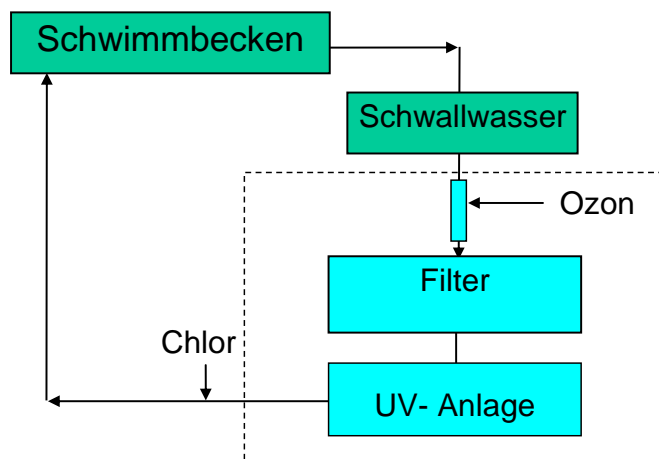 Schwimmbecken
Schwallwasser
Ozon
Filter
Chlor
UV- Anlage